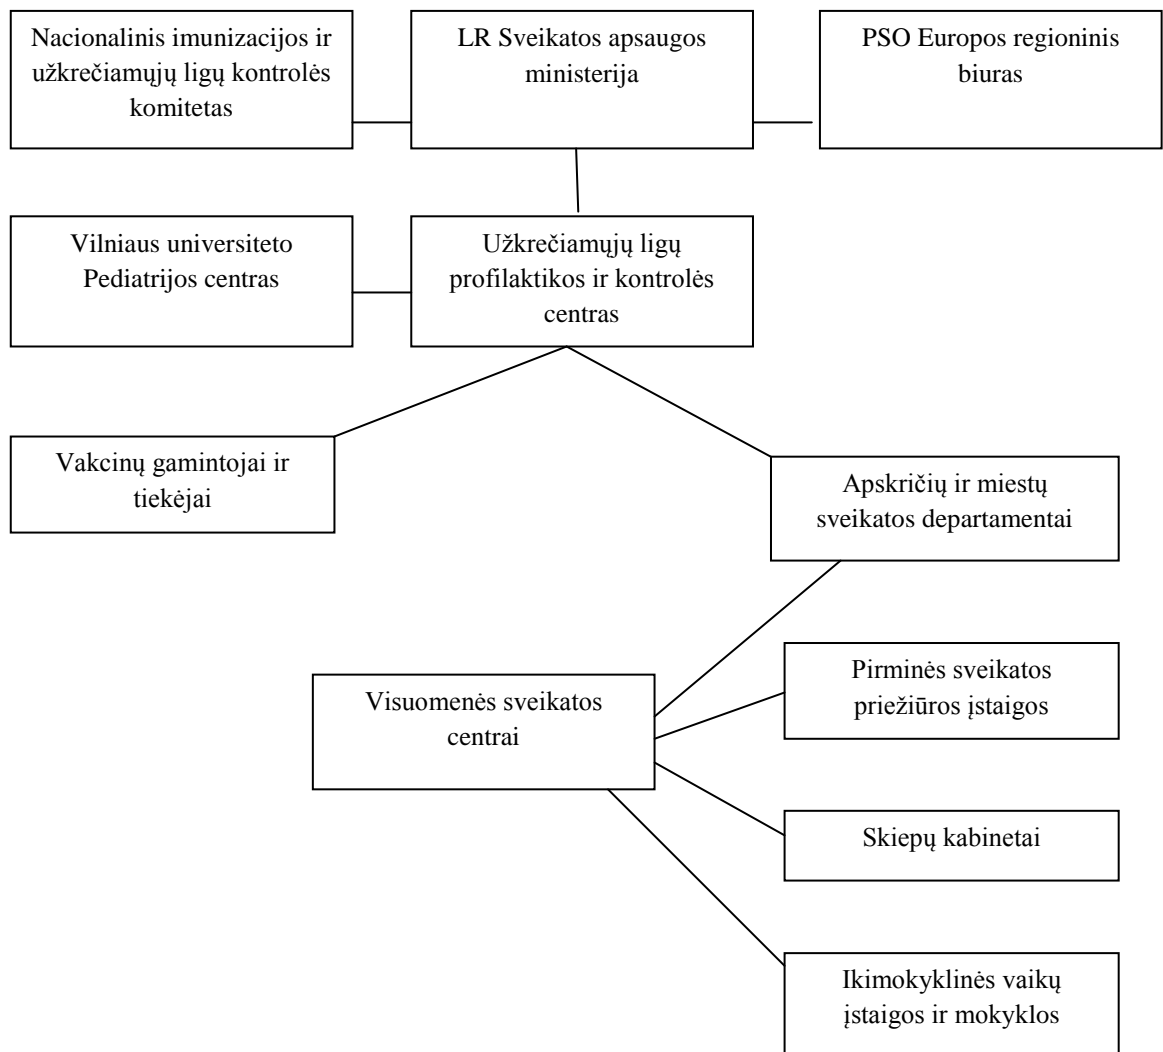 Nacionalinis imunizacijos ir
užkrečiamųjų ligų kontrolės
komitetas
LR Sveikatos apsaugos
ministerija
PSO Europos regioninis
biuras
Vilniaus universiteto
Pediatrijos centras
Užkrečiamųjų ligų
profilaktikos ir kontrolės
centras
Vakcinų gamintojai ir
tiekėjai
Apskričių ir miestų
sveikatos departamentai
Visuomenės sveikatos
centrai
Pirminės sveikatos
priežiūros įstaigos
Skiepų kabinetai
Ikimokyklinės vaikų
įstaigos ir mokyklos